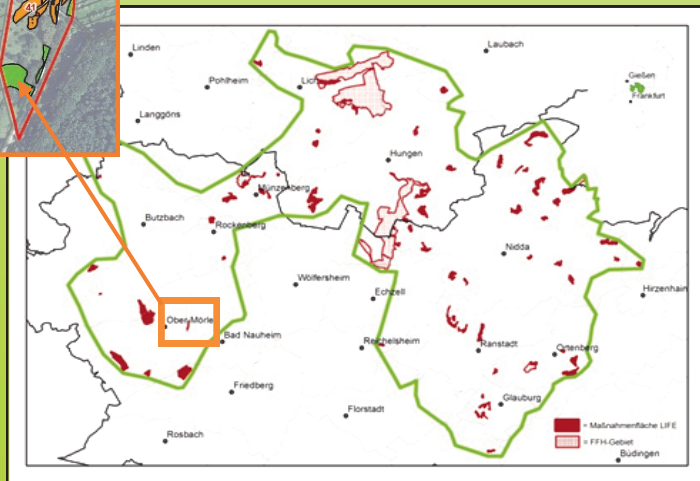 41
Linden
Laubach
Pohlheim
Lich
Gießen
Frankfurt
Langgöns
Hungen
Münzenberg
Butzbach
Rockenberg
Nidda
Wölfersheim
Echzell
Hirzenhain
Ober-Mörle
Bad Nauheim
Reichelsheim
Ranstadt
Ortenberg
Friedberg
Glauburg
Florstadt
Rosbach
= Maßnahmenfläche LIFE
= FFH-Gebiet
Büdingen